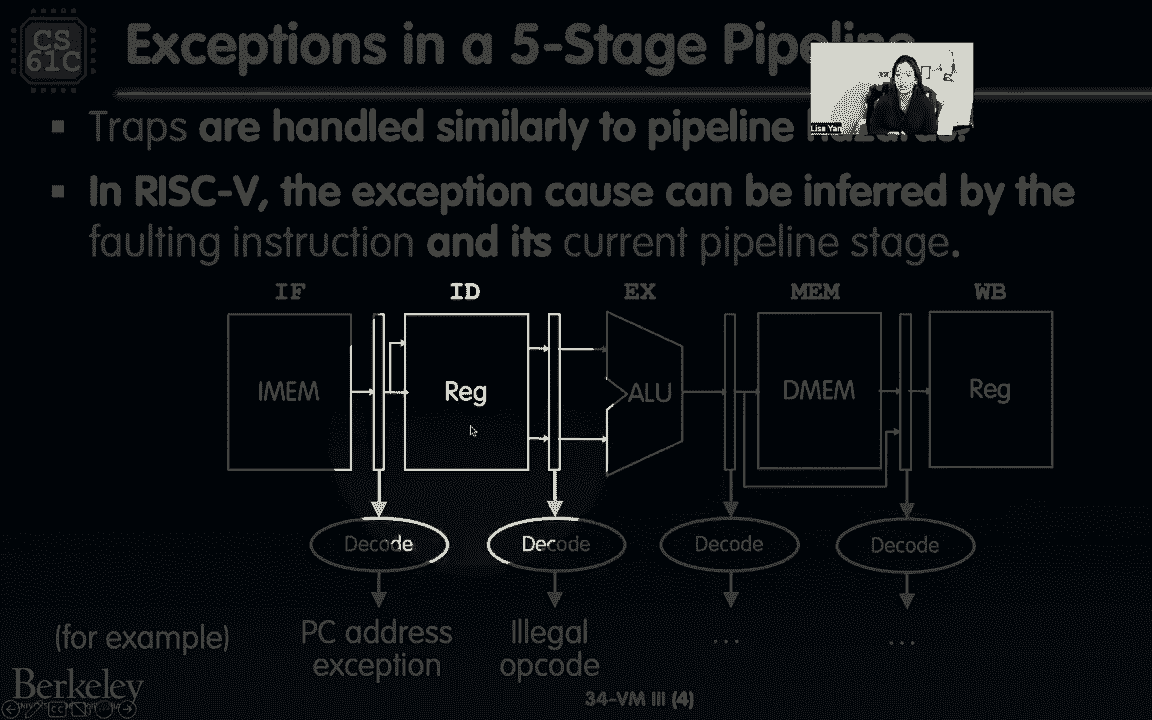 CS
61C
Exceptions in a 5-Stage Pipeline
Lisa Yan
▪ Traps are handled similarly to pipeline hazards.
▪ In RISC-V, the exception cause can be inferred by the
faulting instruction and its current pipeline stage.
IF ID EX MEM WB
IMEM Reg ALU DMEM Reg
Decode Decode Decode Decode
(for example) PC address Illegal ... ...
exception opcode
Berkeley
34-VM III (4)